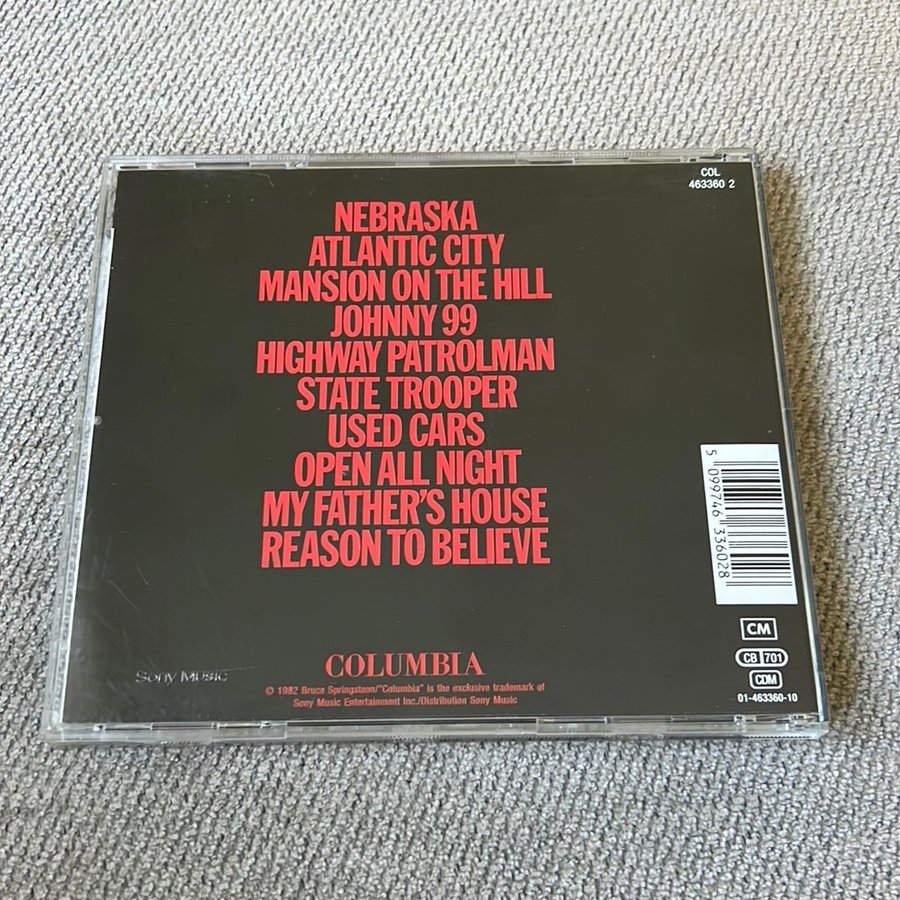 COL
463360 2
NEBRASKA
ATLANTIC CITY
MANSION ON THE HILL
JOHNNY 99
HIGHWAY PATROLMAN
STATE TROOPER
USED CARS
OPEN ALL NIGHT
MY FATHER'S HOUSE
REASON TO BELIEVE
5 099746 336028
CM
CB 701
CDM
01-463360-10
Sony Music
COLUMBIA
© 1982 Bruce Springsteen/"Columbia" is the exclusive trademark of
Sony Music Entertainment Inc./Distribution Sony Music